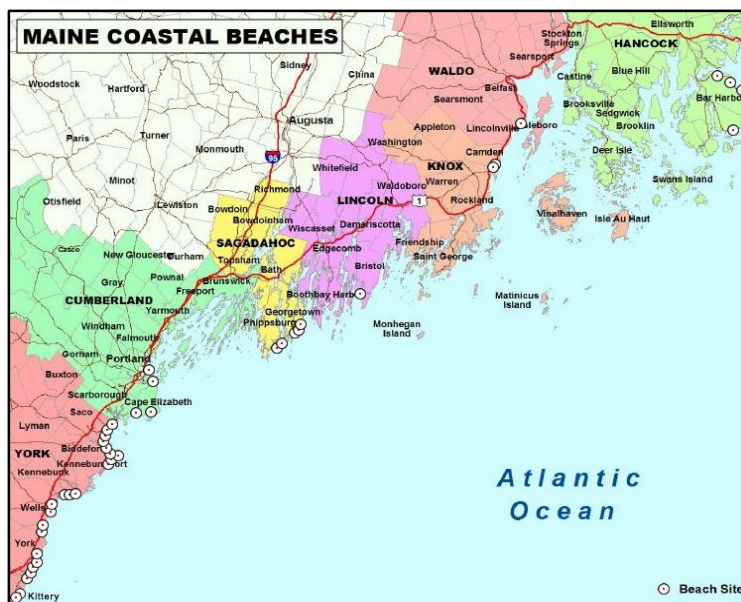 MAINE COASTAL BEACHES
Ellsworth
Stockton
Springs
HANCOCK
Sidney
China
Searsport
WALDO
Castine
Blue Hill
Woodstock
Hartford
Belfast
Bar Harbo
Searsmont
Brooksville
Sedgwick
Augusta
Appleton
Lincolnville
leboro
Brooklin
Paris
Turner
Washington
Monmouth
Camden
Deer Isle
95
Whitefield
KNOX
Warren
Swans Island
Minot
Richmond
Waldoboro
Otisfield
Lewiston
Bowdoin
LINCOLN
1
Rockland
Bowdoinham
Wiscasset
Damariscotta
Vinalhaven
Isle Au Haut
SAGADAHOC
Edgecomb
Friendship
Casco
New Gloucester
Durham
Topsham
Bath
Saint George
Gray
Pownal
Brunswick
Bristol
CUMBERLAND
Freeport
Boothbay Harb
Matinicus
Island
Yarmouth
Georgetown
Phippsburg
Windham
Falmouth
Monhegan
Island
Gorham
Portland
Buxton
Scarborough
Cape Elizabeth
Saco
Lyman
YORK
Biddeford
Kennebunkport
Kennebunk
Atlantic
Ocean
Wells
York
Kittery
Beach Site